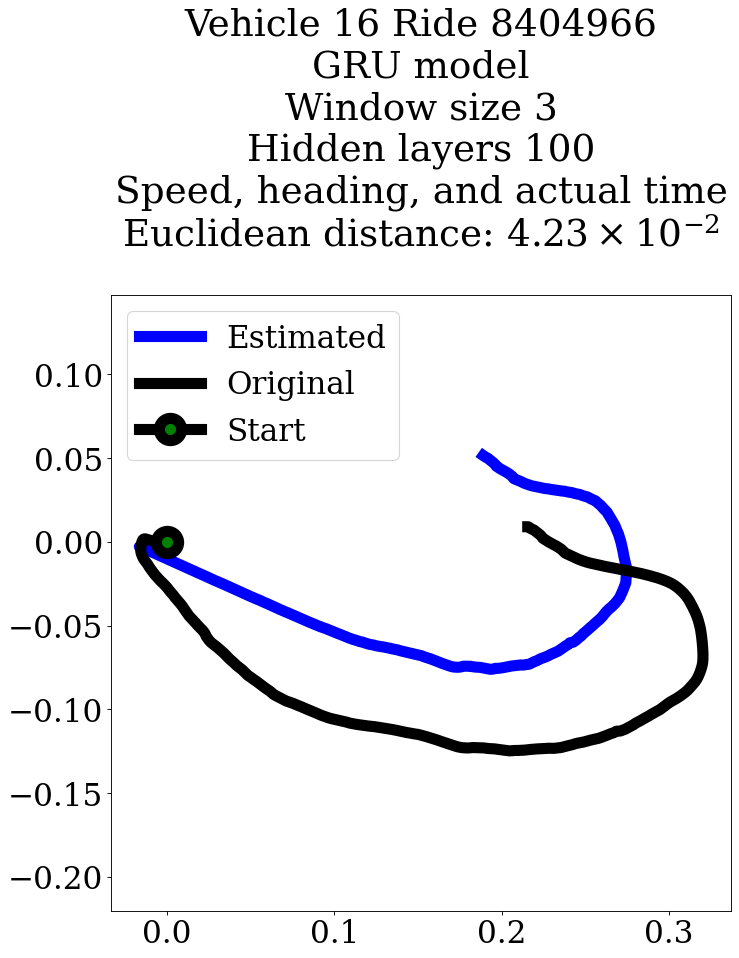 Vehicle 16 Ride 8404966
GRU model
Window size 3
Hidden layers 100
Speed, heading, and actual time
Euclidean distance: 4.23 × 10⁻²
Estimated
Original
Start
0.10
0.05
0.00
−0.05
−0.10
−0.15
−0.20
0.0 0.1 0.2 0.3